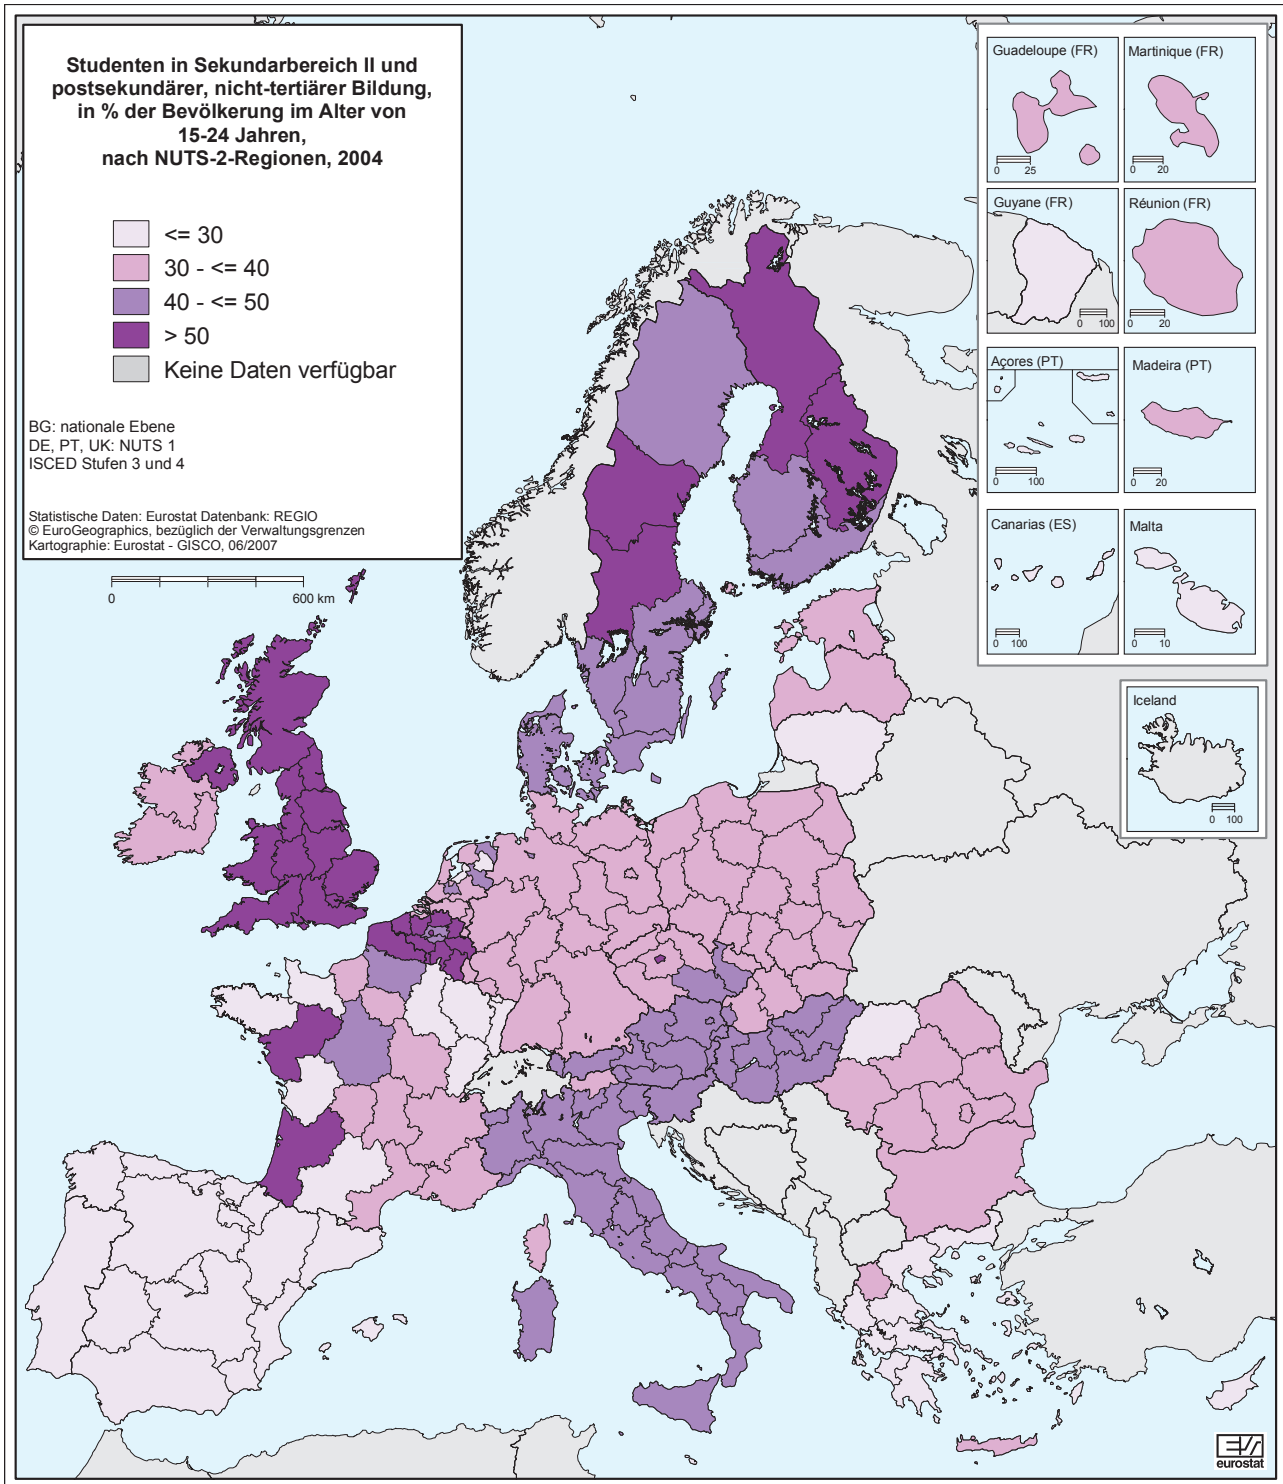 Studenten in Sekundarbereich II und
postsekundärer, nicht-tertiärer Bildung,
in % der Bevölkerung im Alter von
15-24 Jahren,
nach NUTS-2-Regionen, 2004
<= 30
30 - <= 40
40 - <= 50
> 50
Keine Daten verfügbar
BG: nationale Ebene
DE, PT, UK: NUTS 1
ISCED Stufen 3 und 4
Statistische Daten: Eurostat Datenbank: REGIO
© EuroGeographics, bezüglich der Verwaltungsgrenzen
Kartographie: Eurostat - GISCO, 06/2007
0 600 km
Guadeloupe (FR)
0 25
Martinique (FR)
0 20
Guyane (FR)
0 100
Réunion (FR)
0 20
Açores (PT)
0 100
Madeira (PT)
0 20
Canarias (ES)
0 100
Malta
0 10
Iceland
0 100
eurostat